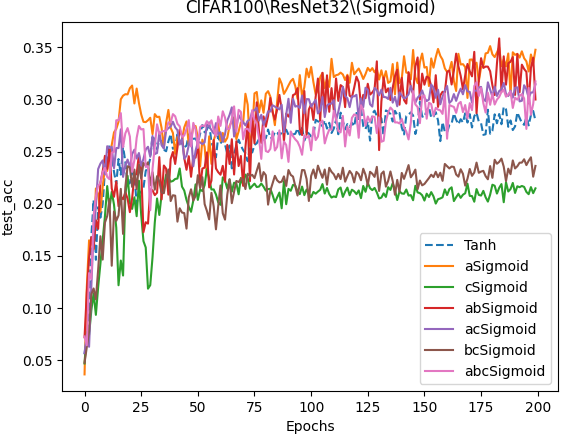 CIFAR100\ResNet32\(Sigmoid)
test_acc
0.35
0.30
0.25
0.20
0.15
0.10
0.05
0 25 50 75 100 125 150 175 200
Epochs
Tanh
aSigmoid
cSigmoid
abSigmoid
acSigmoid
bcSigmoid
abcSigmoid